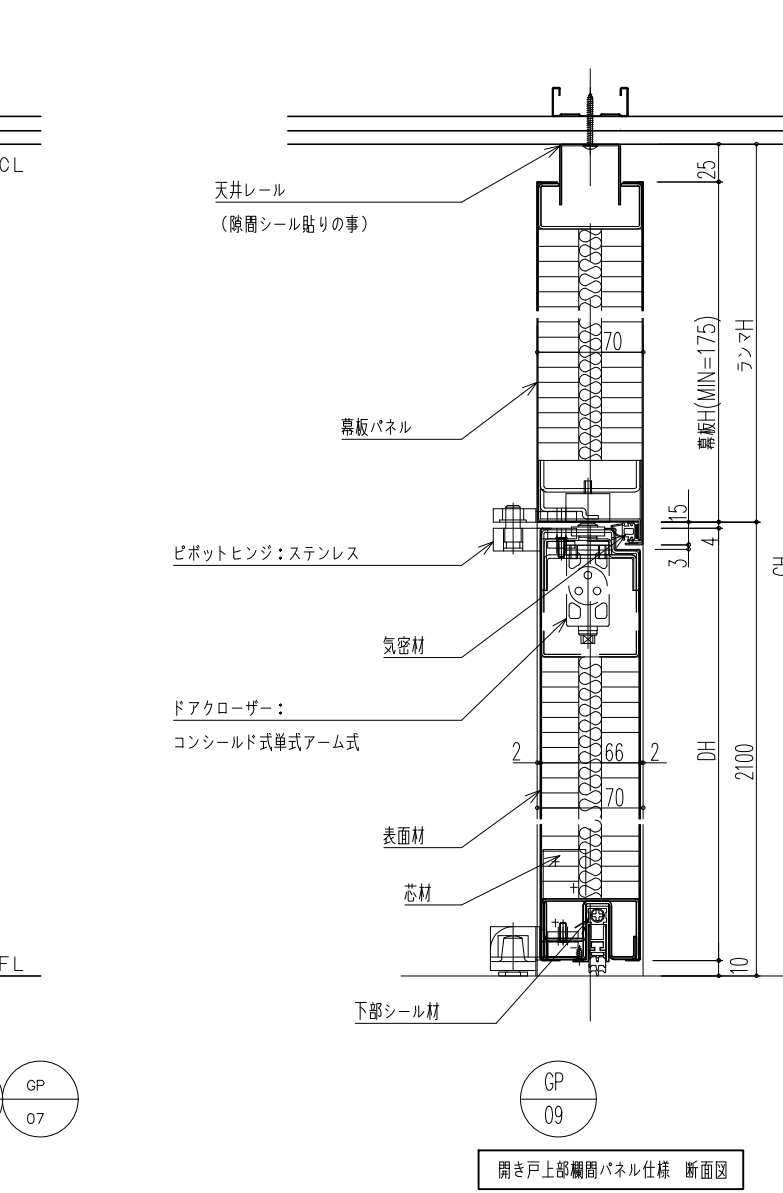 CL
25
天井レール
（隙間シール貼りの事）
幕板H(MIN=175)
ランマH
70
幕板パネル
15
4
3
CH
ピボットヒンジ：ステンレス
気密材
ドアクローザー：
コンシールド式単式アーム式
2
66
2
DH
2100
70
表面材
芯材
FL
10
下部シール材
GP
07
GP
09
開き戸上部欄間パネル仕様　断面図